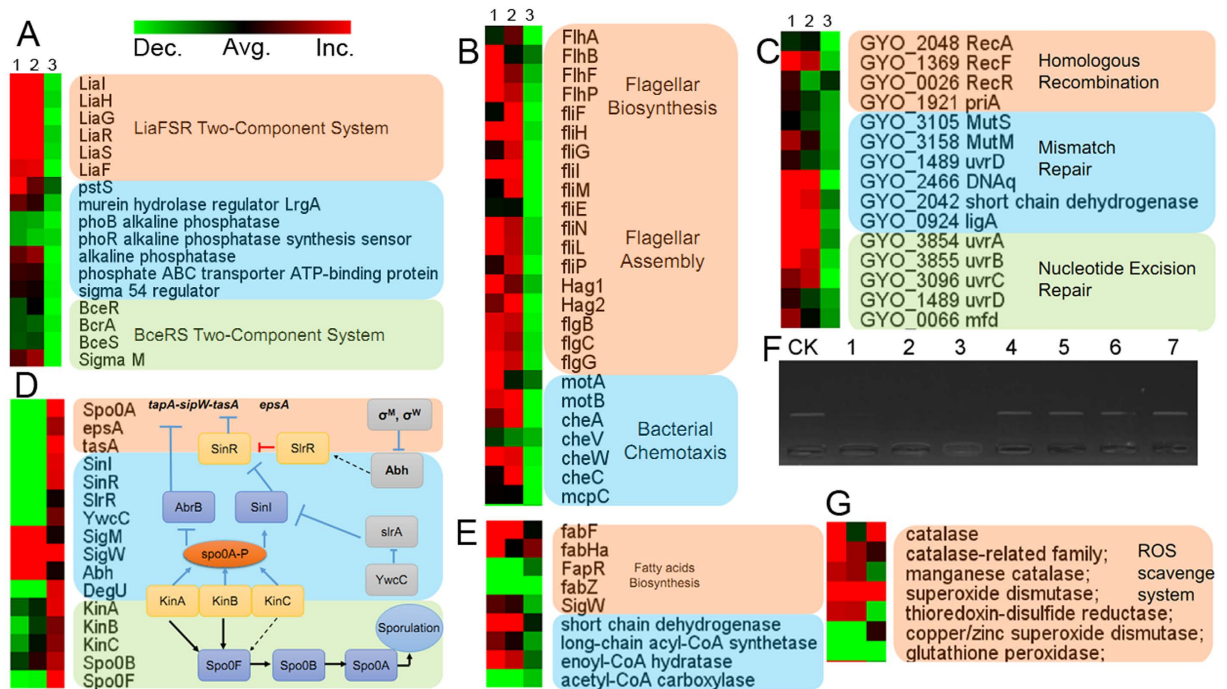 A
Dec. Avg. Inc.
1 2 3
LiaI
LiaH
LiaG
LiaR
LiaS
LiaF
LiaFSR Two-Component System
pstS
murein hydrolase regulator LrgA
phoB alkaline phosphatase
phoR alkaline phosphatase synthesis sensor
alkaline phosphatase
phosphate ABC transporter ATP-binding protein
sigma 54 regulator
BceR
BcrA
BceS
Sigma M
BceRS Two-Component System
B
1 2 3
FlhA
FlhB
FlhF
FlhP
fliF
fliH
fliG
fliI
fliM
fliE
fliN
fliL
fliP
Hag1
Hag2
flgB
flgC
flgG
motA
motB
cheA
cheV
cheW
cheC
mcpC
Flagellar
Biosynthesis
Flagellar
Assembly
Bacterial
Chemotaxis
C
1 2 3
GYO_2048 RecA
GYO_1369 RecF
GYO_0026 RecR
GYO_1921 priA
GYO_3105 MutS
GYO_3158 MutM
GYO_1489 uvrD
GYO_2466 DNAq
GYO_2042 short chain dehydrogenase
GYO_0924 ligA
GYO_3854 uvrA
GYO_3855 uvrB
GYO_3096 uvrC
GYO_1489 uvrD
GYO_0066 mfd
Homologous
Recombination
Mismatch
Repair
Nucleotide Excision
Repair
D
Spo0A
epsA
tasA
SinI
SinR
SlrR
YwcC
SigM
SigW
Abh
DegU
KinA
KinB
KinC
Spo0B
Spo0F
tapA-sipW-tasA epsA
σM, σW
SinR SlrR
Abh
AbrB SinI
slrA
spo0A-P
YwcC
KinA KinB KinC
Sporulation
Spo0F Spo0B Spo0A
E
fabF
fabHa
FapR
fabZ
SigW
Fatty acids
Biosynthesis
short chain dehydrogenase
long-chain acyl-CoA synthetase
enoyl-CoA hydratase
acetyl-CoA carboxylase
F
CK 1 2 3 4 5 6 7
G
catalase
catalase-related family;
manganese catalase;
superoxide dismutase;
thioredoxin-disulfide reductase;
copper/zinc superoxide dismutase;
glutathione peroxidase;
ROS
scavenge
system